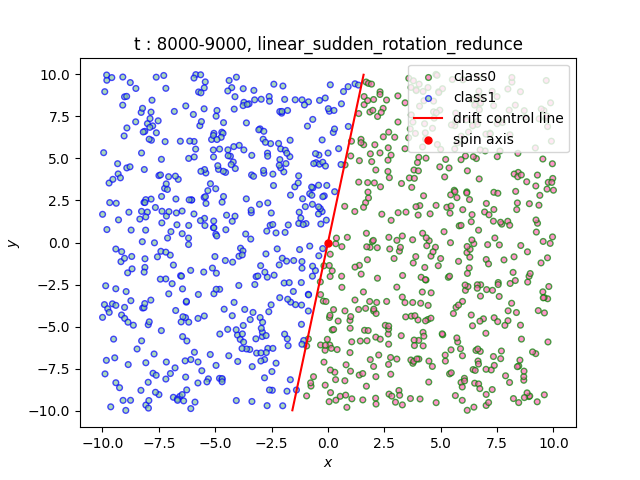 t : 8000-9000, linear_sudden_rotation_redunce
class0
class1
drift control line
spin axis
10.0
7.5
5.0
2.5
0.0
−2.5
−5.0
−7.5
−10.0
y
−10.0 −7.5 −5.0 −2.5 0.0 2.5 5.0 7.5 10.0
x